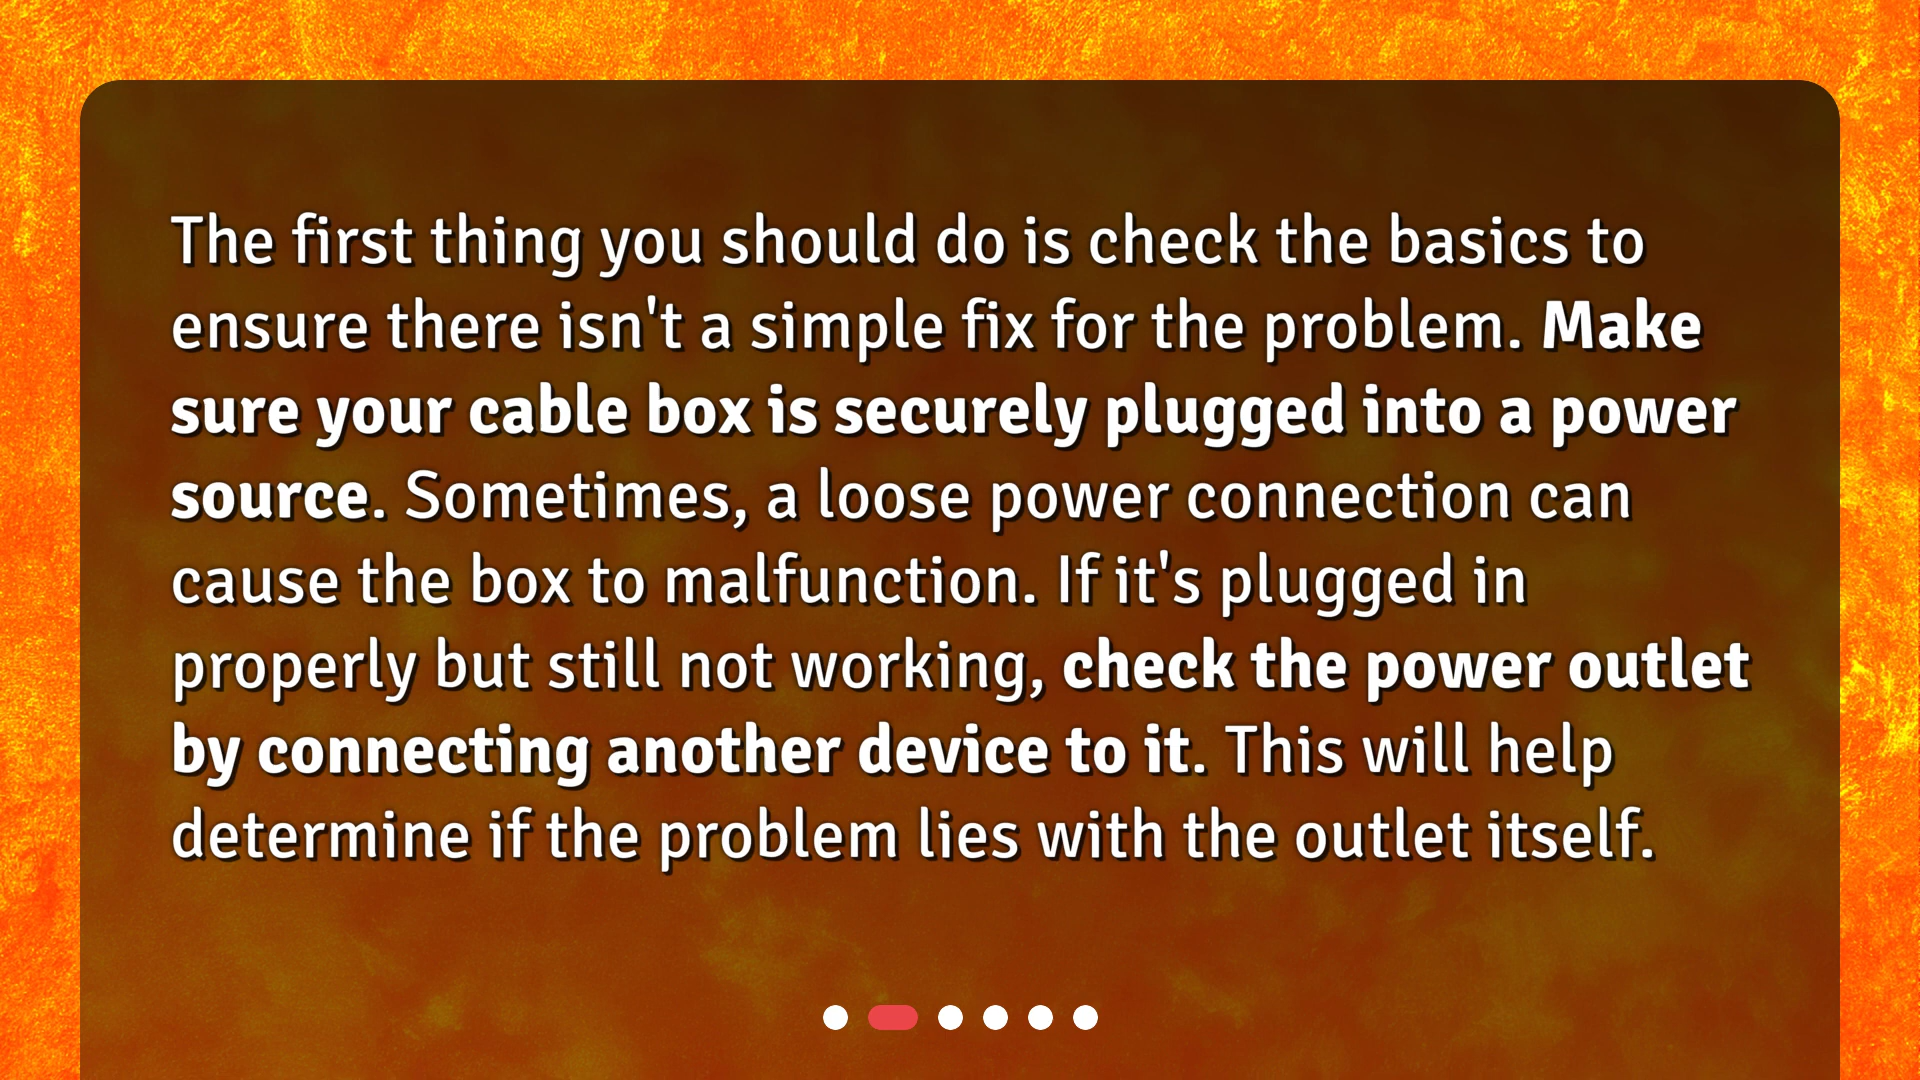 The first thing you should do is check the basics to
ensure there isn't a simple fix for the problem. Make
sure your cable box is securely plugged into a power
source. Sometimes, a loose power connection can
cause the box to malfunction. If it's plugged in
properly but still not working, check the power outlet
by connecting another device to it. This will help
determine if the problem lies with the outlet itself.